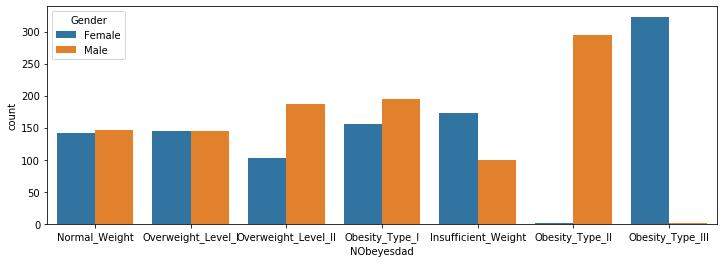 Gender
Female
Male
count
300
250
200
150
100
50
0
Normal_Weight Overweight_Level_I Overweight_Level_II Obesity_Type_I Insufficient_Weight Obesity_Type_II Obesity_Type_III
NObeyesdad